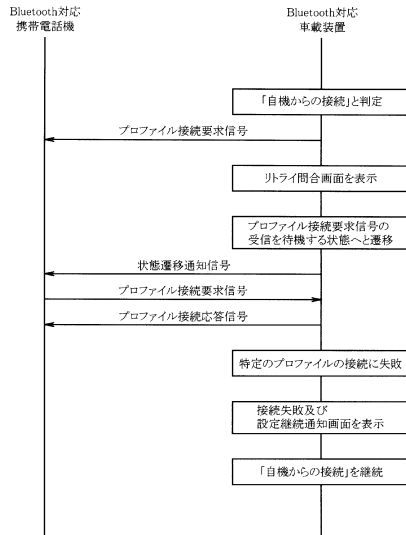 Bluetooth対応
携帯電話機
Bluetooth対応
車載装置
「自機からの接続」と判定
プロファイル接続要求信号
リトライ問合画面を表示
プロファイル接続要求信号の
受信を待機する状態へと遷移
状態遷移通知信号
プロファイル接続要求信号
プロファイル接続応答信号
特定のプロファイルの接続に失敗
接続失敗及び
設定継続通知画面を表示
「自機からの接続」を継続